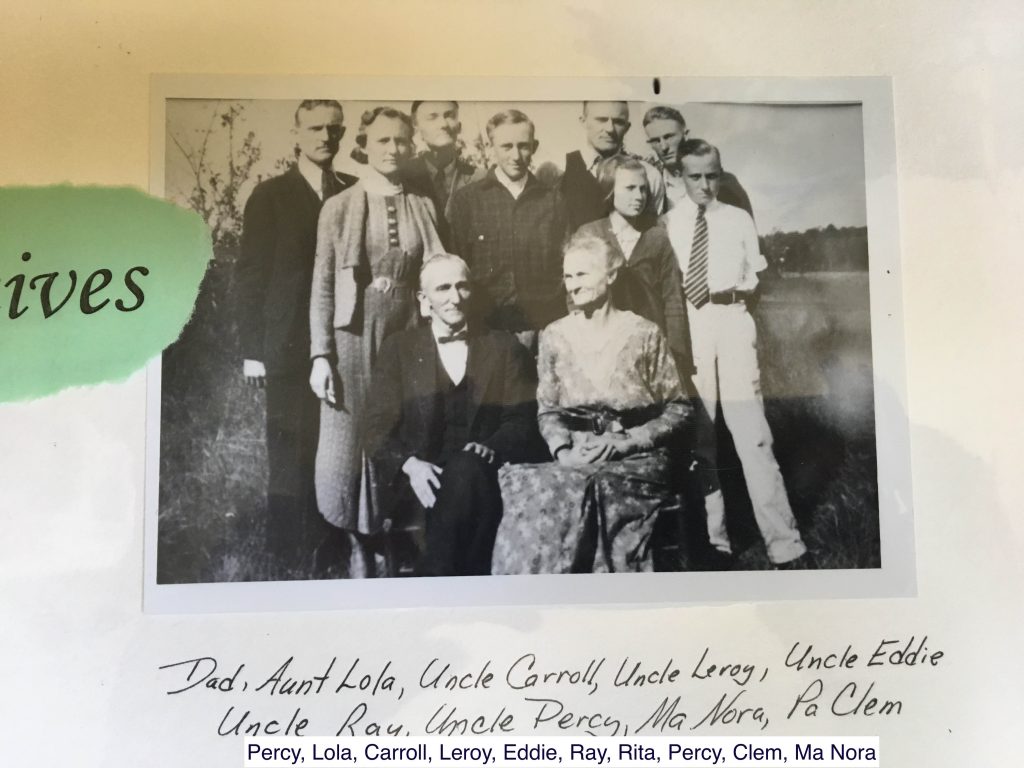 ives
Dad, Aunt Lola, Uncle Carroll, Uncle Leroy, Uncle Eddie
Uncle Ray, Uncle Percy, Ma Nora, Pa Clem
Percy, Lola, Carroll, Leroy, Eddie, Ray, Rita, Percy, Clem, Ma Nora